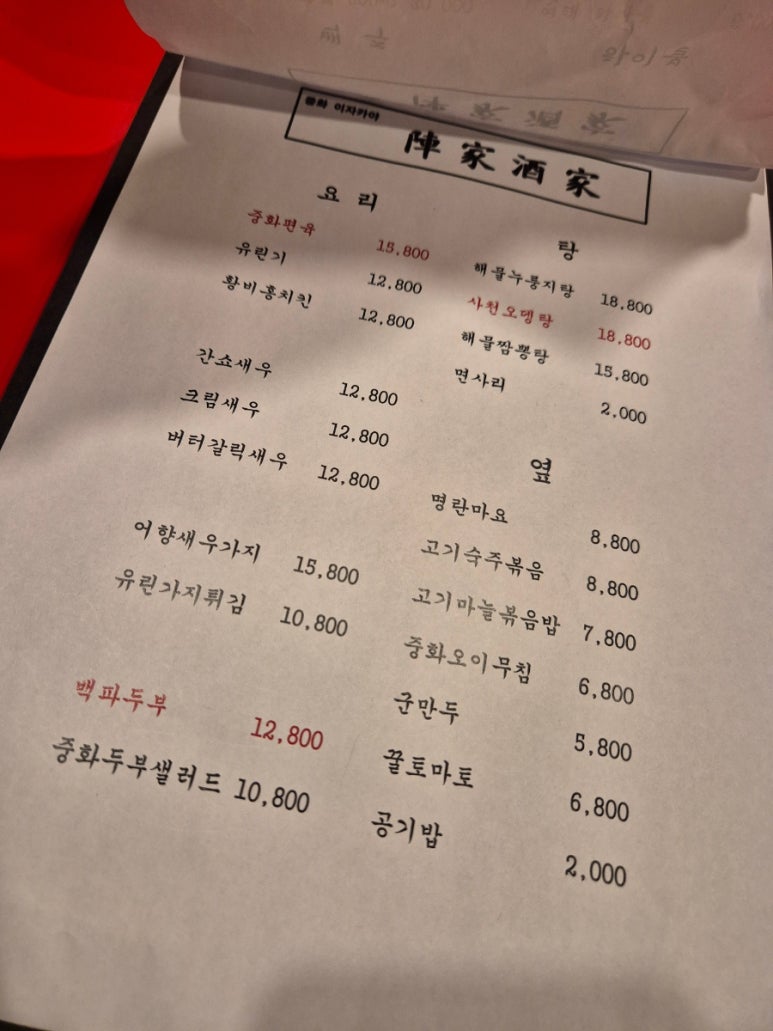 중화 이자카야
陣家酒家
요리
중화편육 15,800
유린기 12,800
황비홍치킨 12,800
간쇼새우 12,800
크림새우 12,800
버터갈릭새우 12,800
어향새우가지 15,800
유린가지튀김 10,800
백파두부 12,800
중화두부샐러드 10,800
탕
해물누룽지탕 18,800
사천오뎅탕 18,800
해물짬뽕탕 15,800
면사리 2,000
옆
명란마요 8,800
고기숙주볶음 8,800
고기마늘볶음밥 7,800
중화오이무침 6,800
군만두 5,800
꿀토마토 6,800
공기밥 2,000